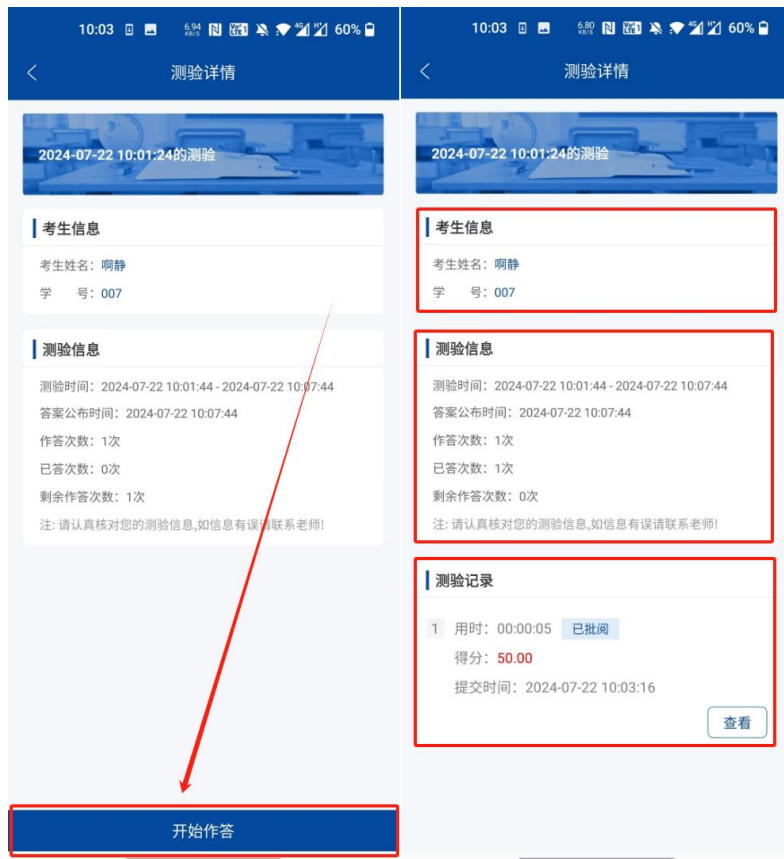 10:03 6.94 KB/S 4G 60%
测验详情
2024-07-22 10:01:24的测验
考生信息
考生姓名：啊静
学 号：007
测验信息
测验时间：2024-07-22 10:01:44 - 2024-07-22 10:07:44
答案公布时间：2024-07-22 10:07:44
作答次数：1次
已答次数：0次
剩余作答次数：1次
注: 请认真核对您的测验信息,如信息有误请联系老师!
开始作答
10:03 6.80 KB/S 4G 60%
测验详情
2024-07-22 10:01:24的测验
考生信息
考生姓名：啊静
学 号：007
测验信息
测验时间：2024-07-22 10:01:44 - 2024-07-22 10:07:44
答案公布时间：2024-07-22 10:07:44
作答次数：1次
已答次数：1次
剩余作答次数：0次
注: 请认真核对您的测验信息,如信息有误请联系老师!
测验记录
1 用时：00:00:05 已批阅
得分：50.00
提交时间：2024-07-22 10:03:16
查看